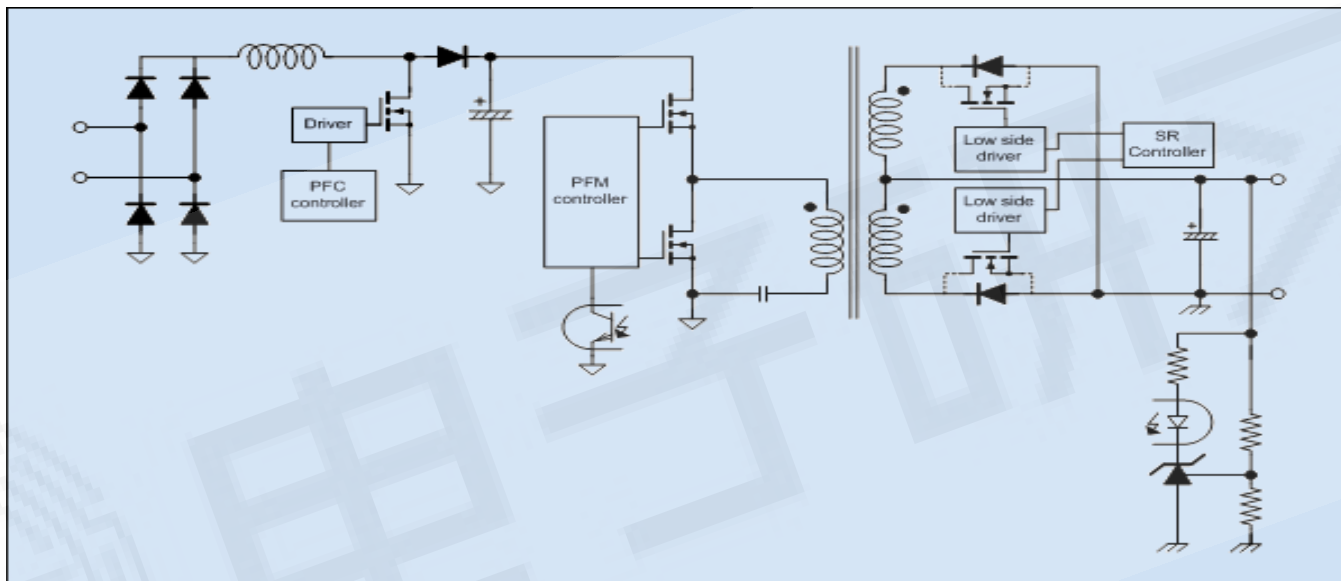 Driver
PFC
controller
PFM
controller
Low side
driver
SR
Controller
Low side
driver
+
+